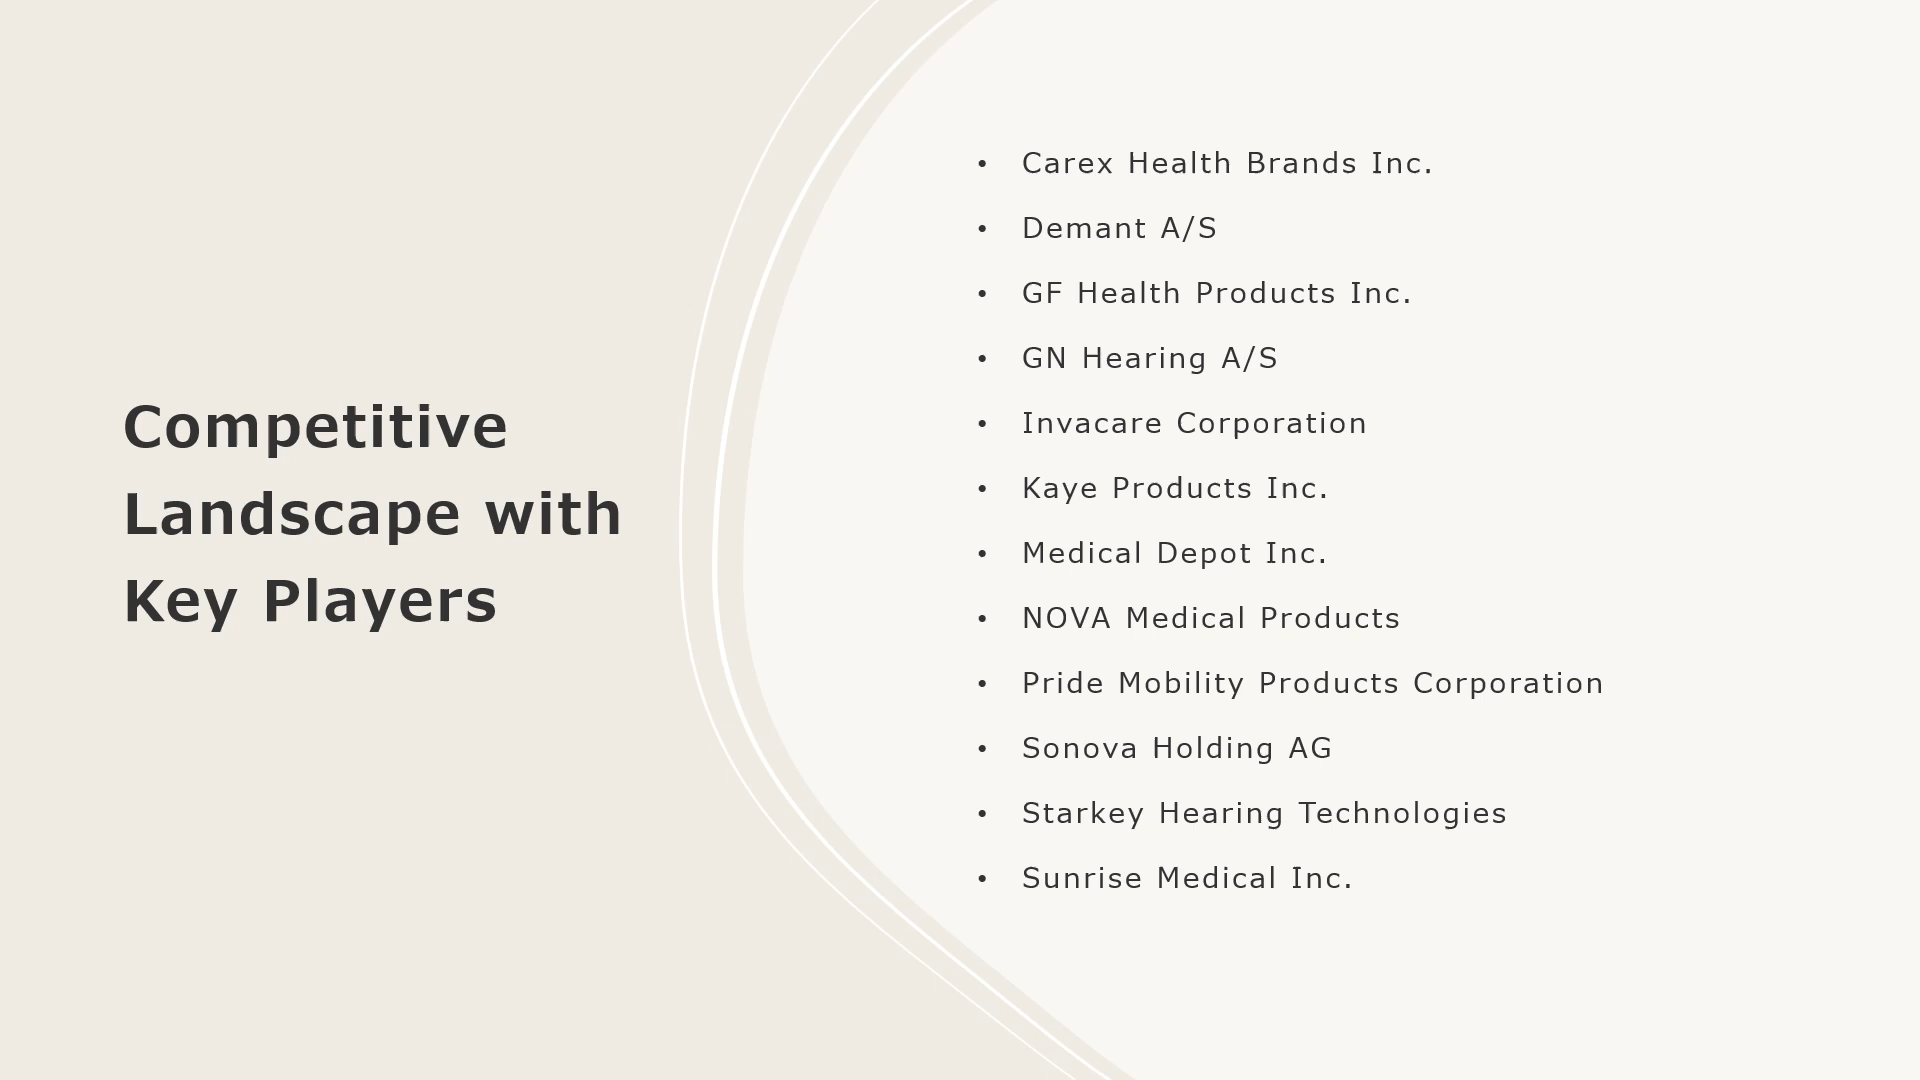 Competitive
Landscape with
Key Players
• Carex Health Brands Inc.
• Demant A/S
• GF Health Products Inc.
• GN Hearing A/S
• Invacare Corporation
• Kaye Products Inc.
• Medical Depot Inc.
• NOVA Medical Products
• Pride Mobility Products Corporation
• Sonova Holding AG
• Starkey Hearing Technologies
• Sunrise Medical Inc.